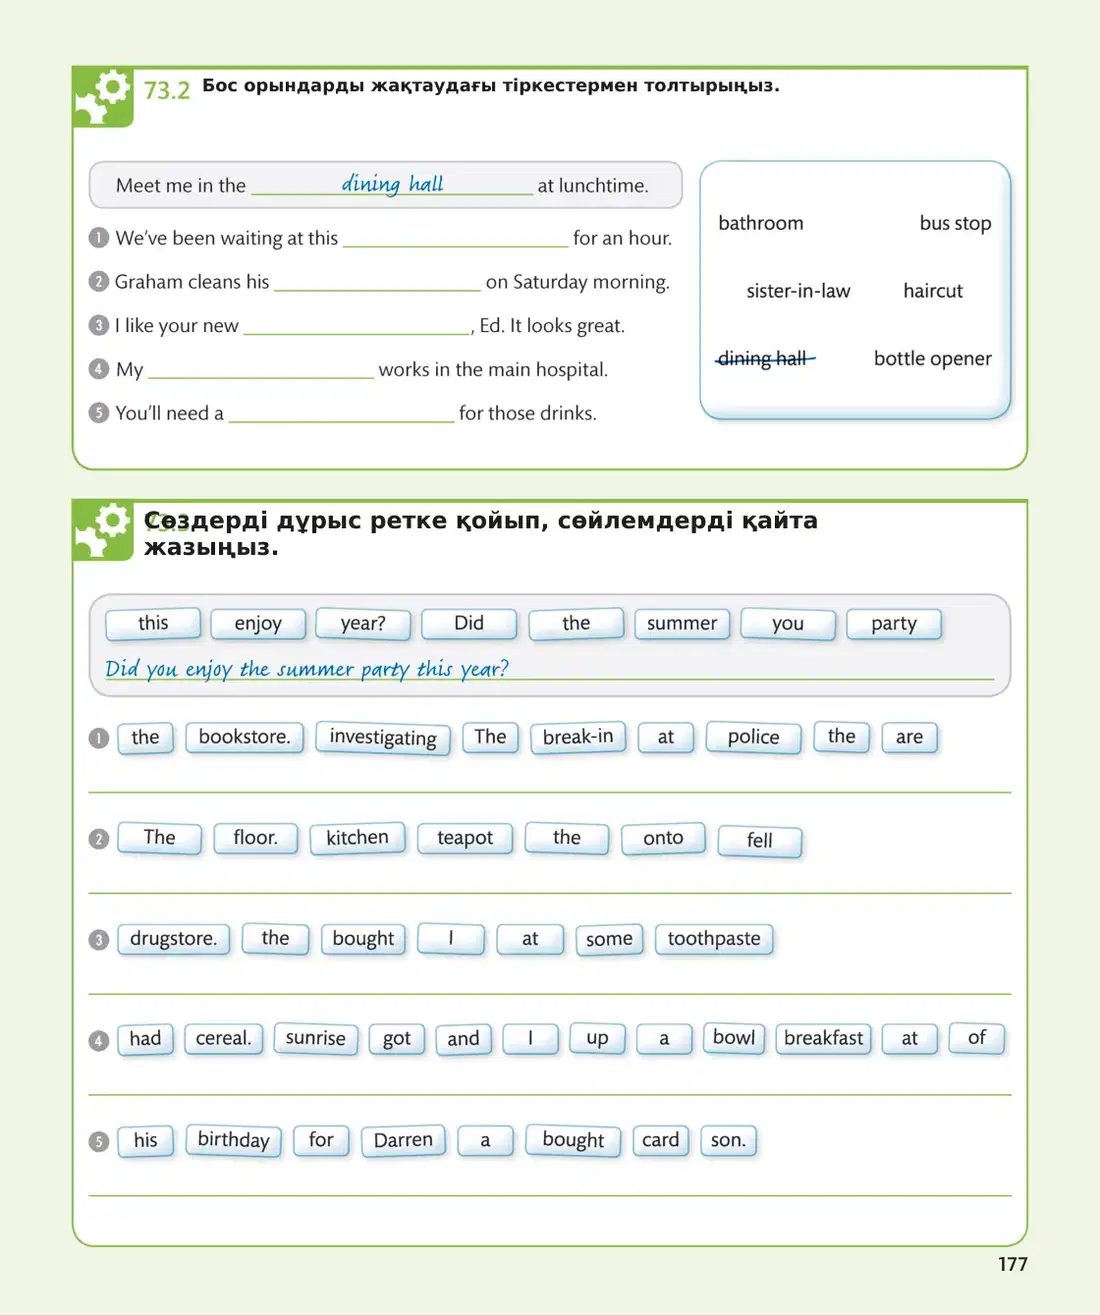 73.2 Бос орындарды жақтаудағы тіркестермен толтырыңыз.
Meet me in the dining hall at lunchtime.
1 We've been waiting at this ____ for an hour.
2 Graham cleans his ____ on Saturday morning.
3 I like your new ____, Ed. It looks great.
4 My ____ works in the main hospital.
5 You'll need a ____ for those drinks.
bathroom bus stop
sister-in-law haircut
dining hall bottle opener
Сөздерді дұрыс ретке қойып, сөйлемдерді қайта
жазыңыз.
this enjoy year? Did the summer you party
Did you enjoy the summer party this year?
1 the bookstore. investigating The break-in at police the are
2 The floor. kitchen teapot the onto fell
3 drugstore. the bought I at some toothpaste
4 had cereal. sunrise got and I up a bowl breakfast at of
5 his birthday for Darren a bought card son.
177